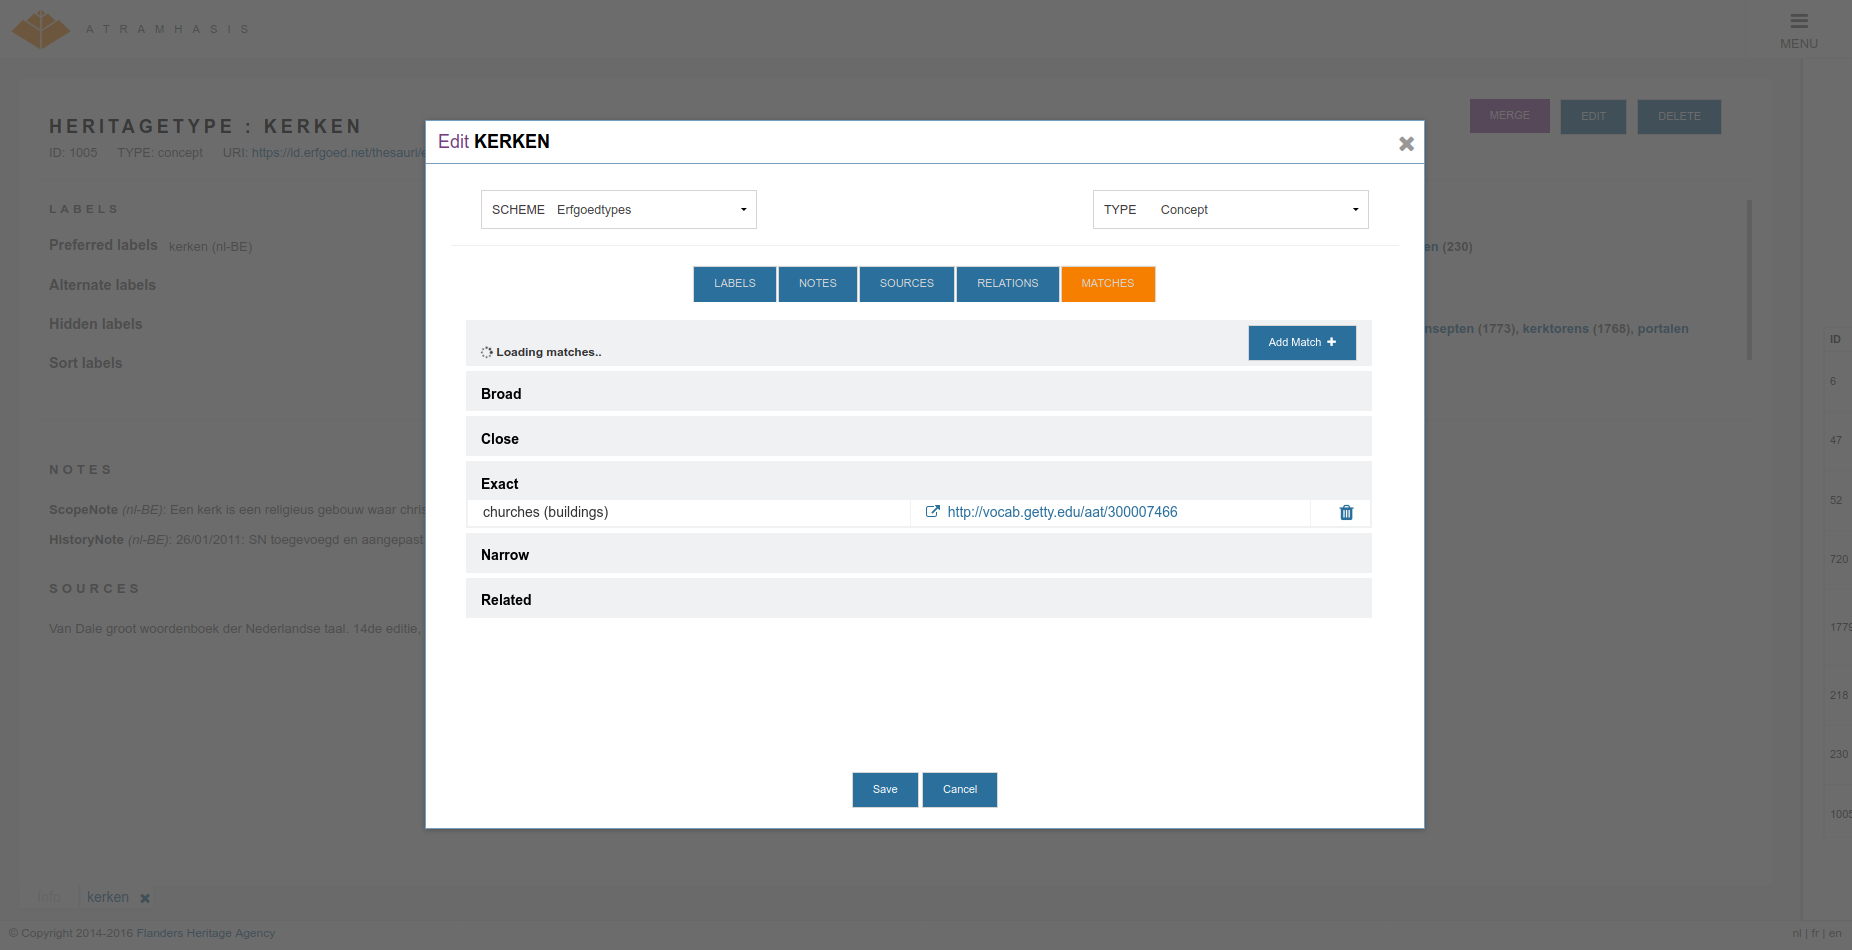 ATRAMHASIS
MENU
HERITAGETYPE : KERKEN
MERGE
EDIT
DELETE
ID: 1005 TYPE: concept URI: https://id.erfgoed.net/thesauri/e
LABELS
Preferred labels kerken (nl-BE)
Alternate labels
Hidden labels
Sort labels
NOTES
ScopeNote (nl-BE): Een kerk is een religieus gebouw waar chris
HistoryNote (nl-BE): 26/01/2011: SN toegevoegd en aangepast
SOURCES
Van Dale groot woordenboek der Nederlandse taal. 14de editie,
Edit KERKEN
SCHEME Erfgoedtypes
TYPE Concept
LABELS
NOTES
SOURCES
RELATIONS
MATCHES
Loading matches..
Add Match
Broad
Close
Exact
churches (buildings) http://vocab.getty.edu/aat/300007466
Narrow
Related
Save
Cancel
en (230)
nsepten (1773), kerktorens (1768), portalen
ID
6
47
52
720
1779
218
230
1005
Info
kerken
© Copyright 2014-2016 Flanders Heritage Agency
nl | fr | en